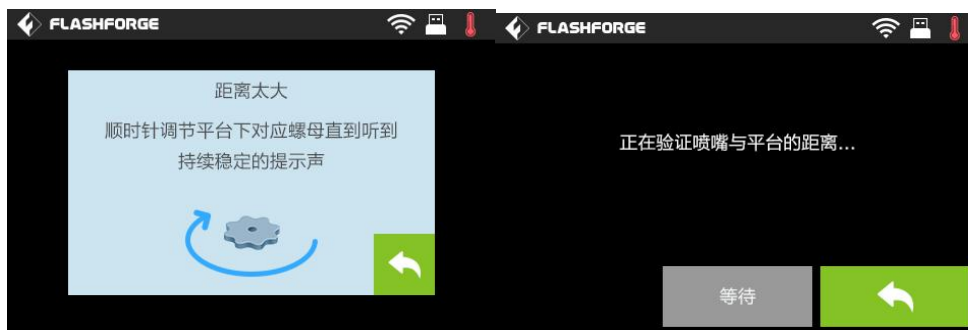 FLASHFORGE
距离太大
顺时针调节平台下对应螺母直到听到
持续稳定的提示声
FLASHFORGE
正在验证喷嘴与平台的距离...
等待